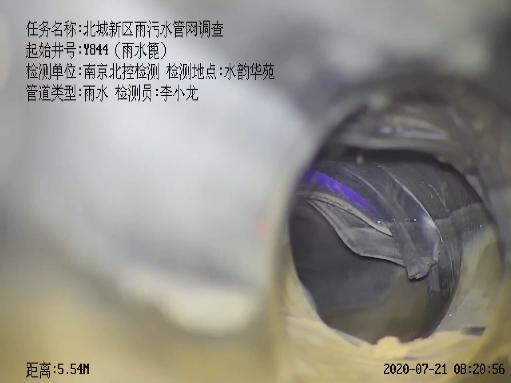 任务名称:北城新区雨污水管网调查
起始井号:Y844（雨水篦）
检测单位:南京北控检测 检测地点:水韵华苑
管道类型:雨水 检测员:李小龙
距离:5.54M
2020-07-21 08:20:56